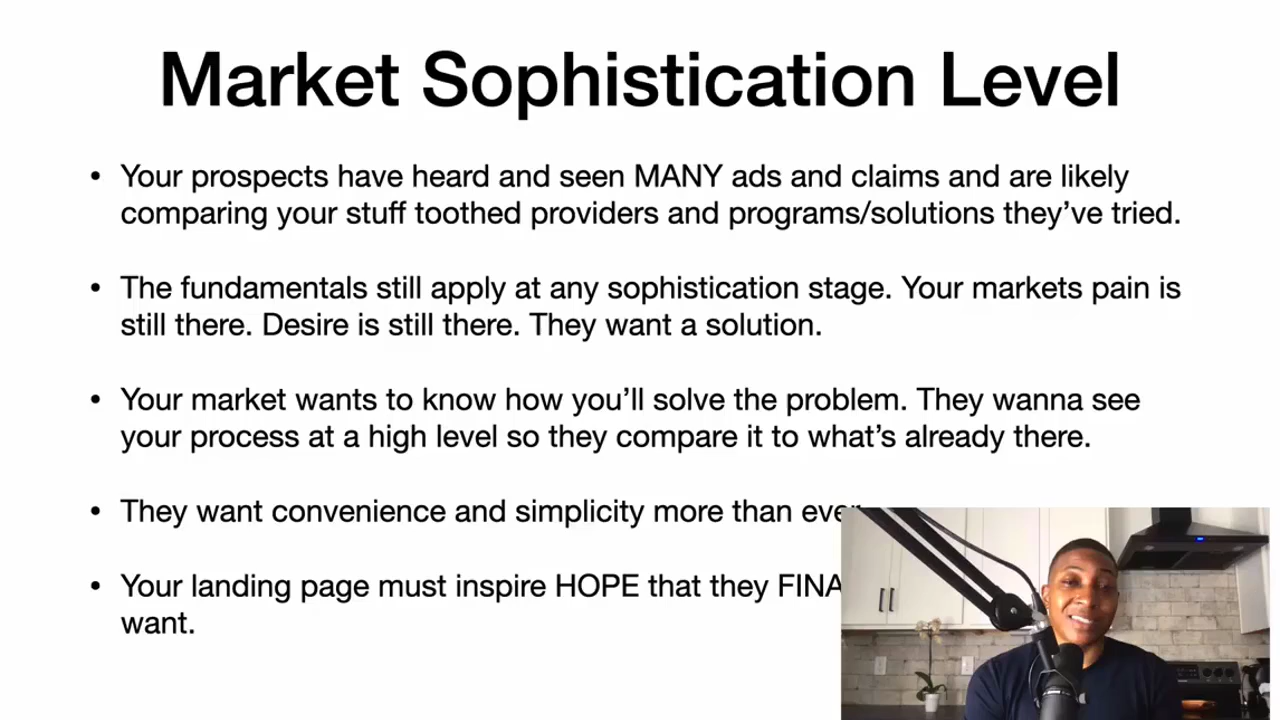 Market Sophistication Level
• Your prospects have heard and seen MANY ads and claims and are likely
comparing your stuff toothed providers and programs/solutions they’ve tried.
• The fundamentals still apply at any sophistication stage. Your markets pain is
still there. Desire is still there. They want a solution.
• Your market wants to know how you’ll solve the problem. They wanna see
your process at a high level so they compare it to what’s already there.
• They want convenience and simplicity more than ever
• Your landing page must inspire HOPE that they
want.